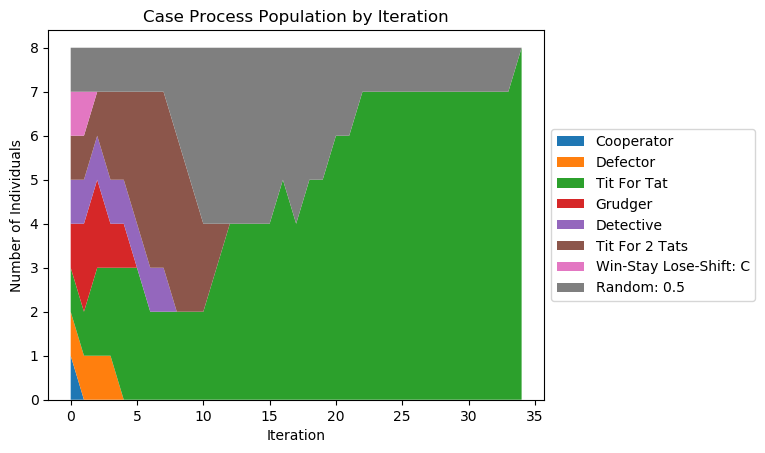 Case Process Population by Iteration
Number of Individuals
8
7
6
5
4
3
2
1
0
0 5 10 15 20 25 30 35
Iteration
Cooperator
Defector
Tit For Tat
Grudger
Detective
Tit For 2 Tats
Win-Stay Lose-Shift: C
Random: 0.5